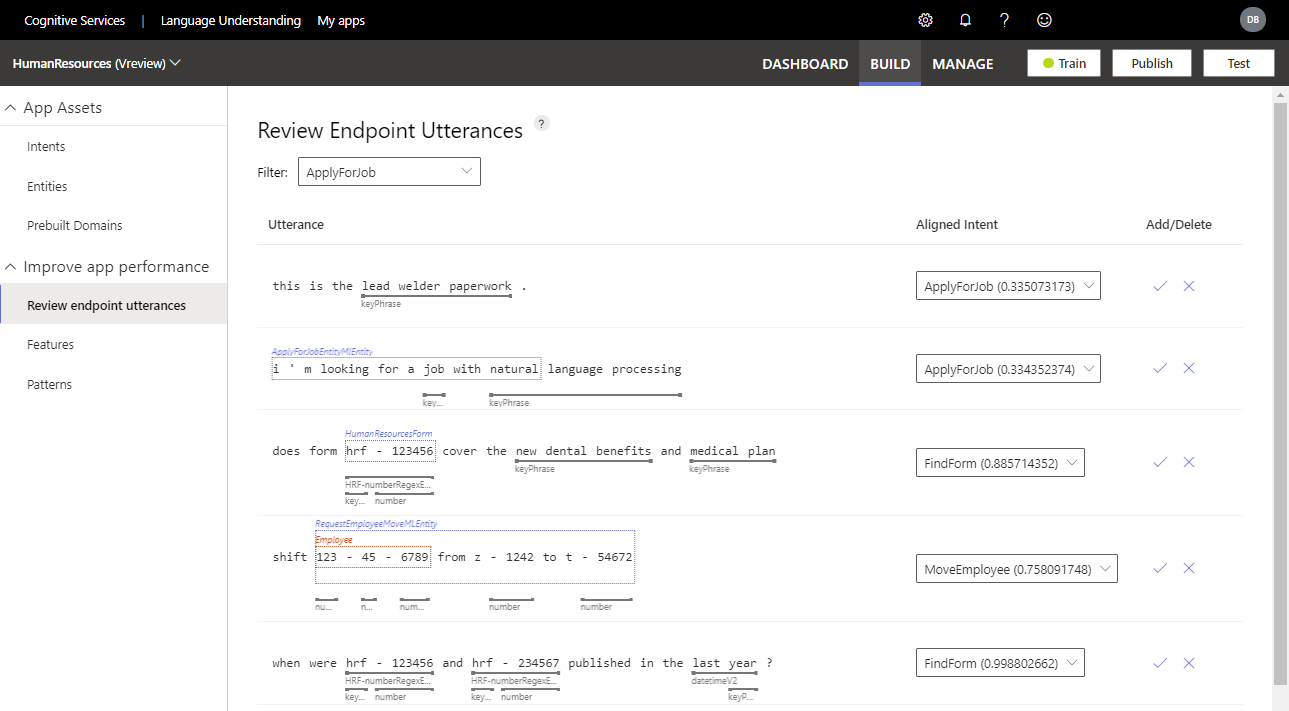 Cognitive Services | Language Understanding My apps ? DB
HumanResources (Vreview) DASHBOARD BUILD MANAGE Train Publish Test
App Assets
Intents
Entities
Prebuilt Domains
Improve app performance
Review endpoint utterances
Features
Patterns
Review Endpoint Utterances ?
Filter: ApplyForJob
Utterance Aligned Intent Add/Delete
this is the lead welder paperwork . ApplyForJob (0.335073173)
keyPhrase
ApplyForJobEntityMlEntity
i ' m looking for a job with natural language processing ApplyForJob (0.334352374)
key... keyPhrase
HumanResourcesForm
does form hrf - 123456 cover the new dental benefits and medical plan FindForm (0.885714352)
keyPhrase keyPhrase
HRF-numberRegexE...
key... number
RequestEmployeeMoveMLEntity
Employee
shift 123 - 45 - 6789 from z - 1242 to t - 54672 MoveEmployee (0.758091748)
nu... n... num... number number
when were hrf - 123456 and hrf - 234567 published in the last year ? FindForm (0.998802662)
HRF-numberRegexE... HRF-numberRegexE... datetimeV2
key... number key... number keyP...